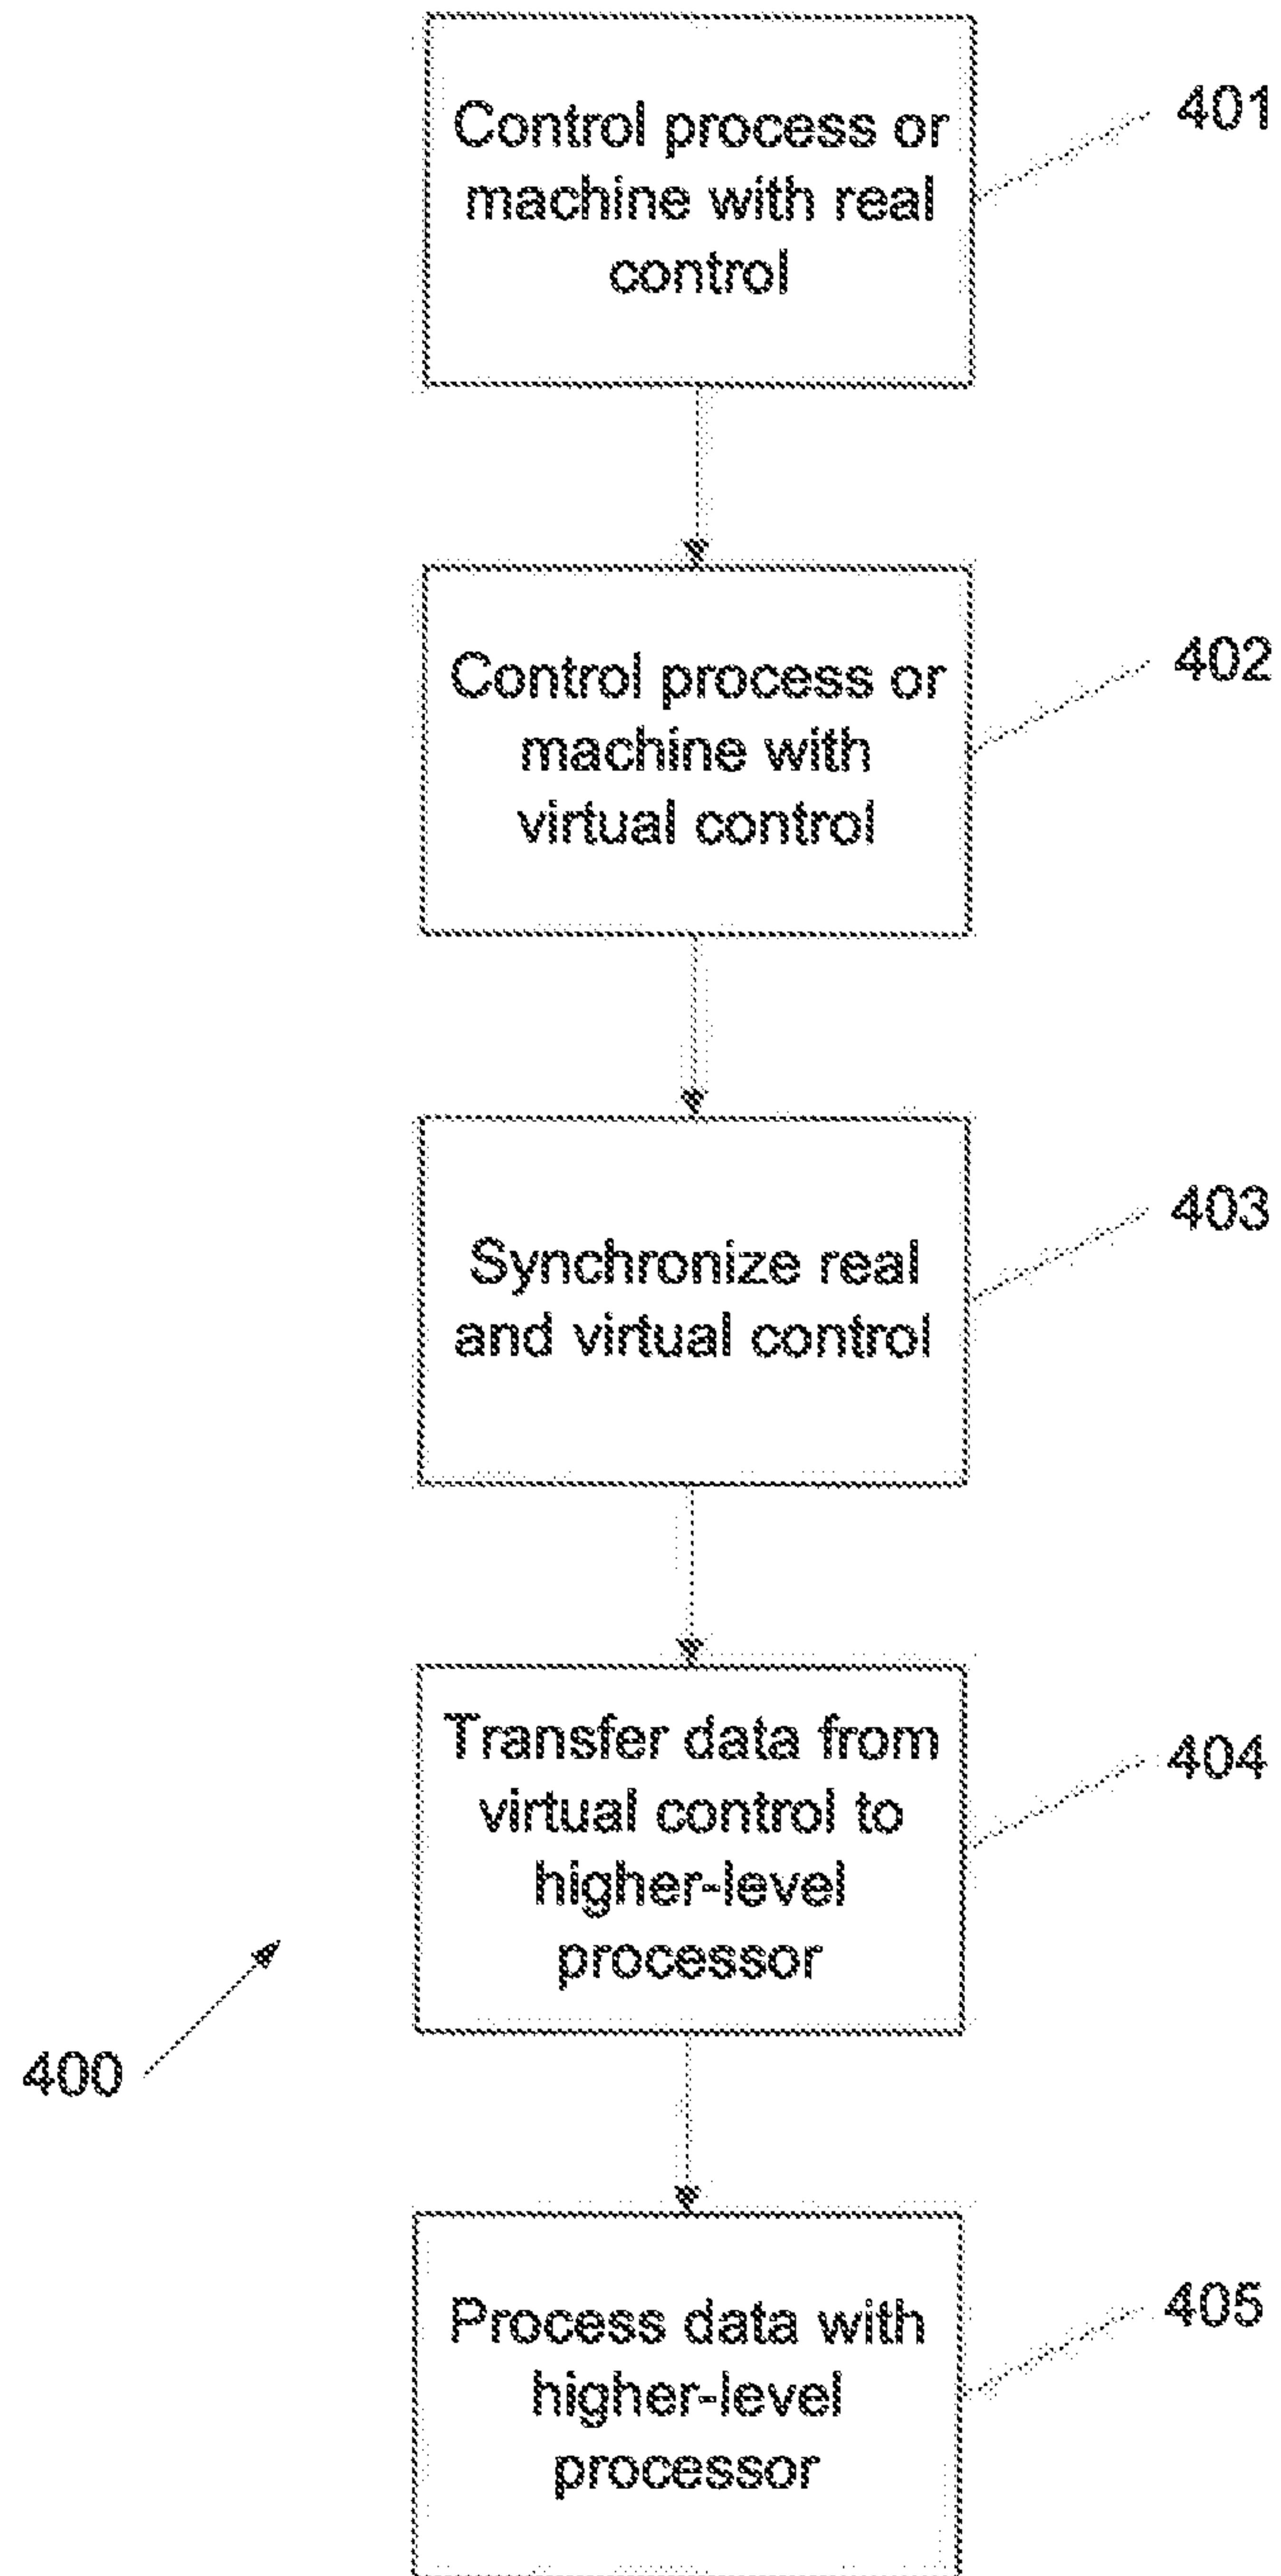 Control process or
machine with real
control
401
Control process or
machine with
virtual control
402
Synchronize real
and virtual control
403
Transfer data from
virtual control to
higher-level
processor
404
400
Process data with
higher-level
processor
405